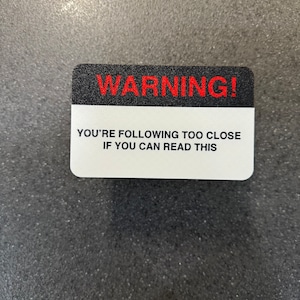 WARNING!
YOU'RE FOLLOWING TOO CLOSE
IF YOU CAN READ THIS